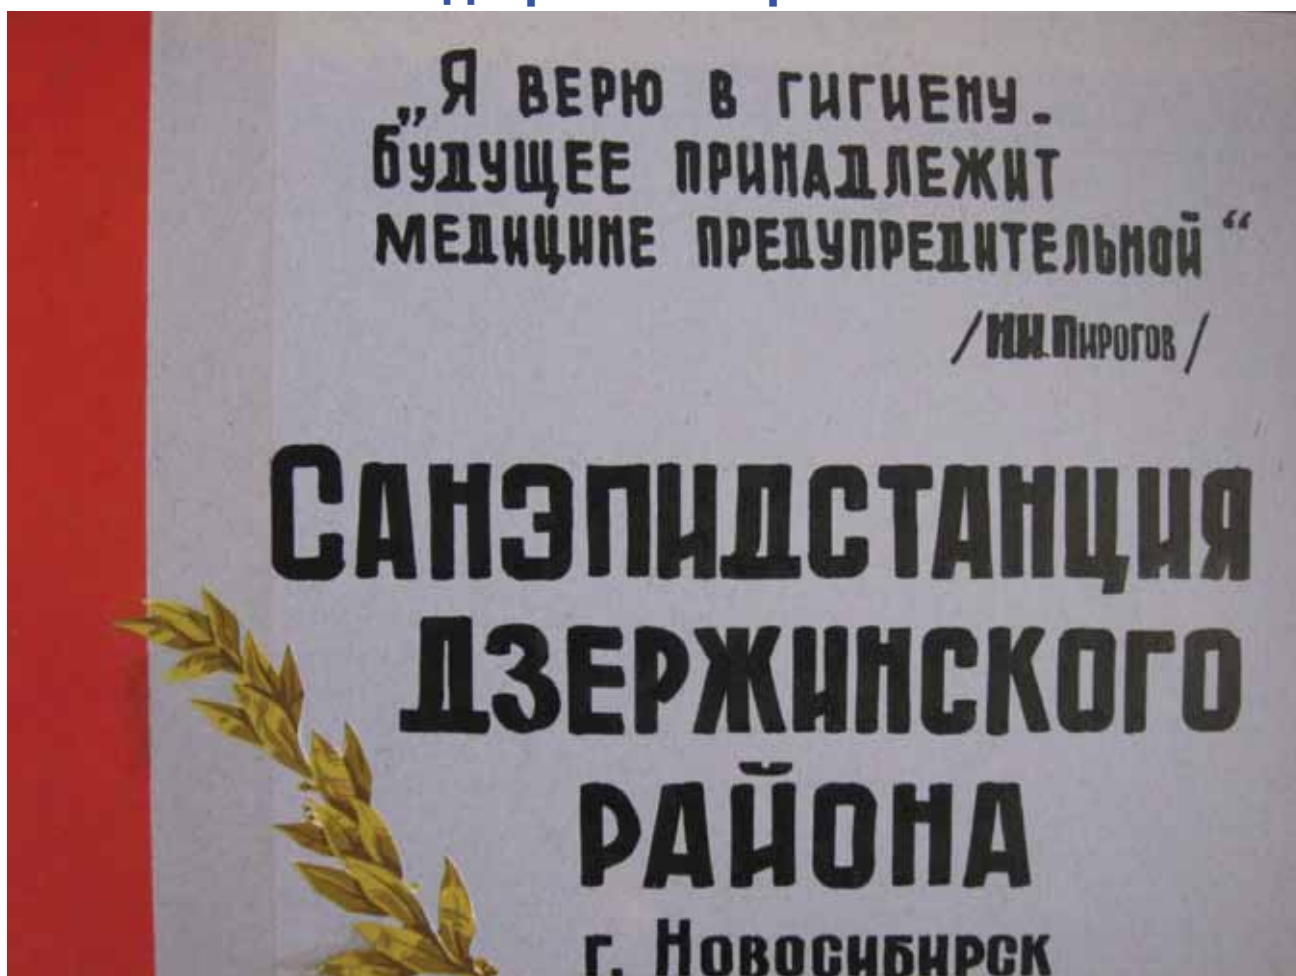 „Я ВЕРЮ В ГИГИЕНУ.
БУДУЩЕЕ ПРИНАДЛЕЖИТ
МЕДИЦИНЕ ПРЕДУПРЕДИТЕЛЬНОЙ“
/Н.И.ПИРОГОВ/
САНЭПИДСТАНЦИЯ
ДЗЕРЖИНСКОГО
РАЙОНА
г. НОВОСИБИРСК